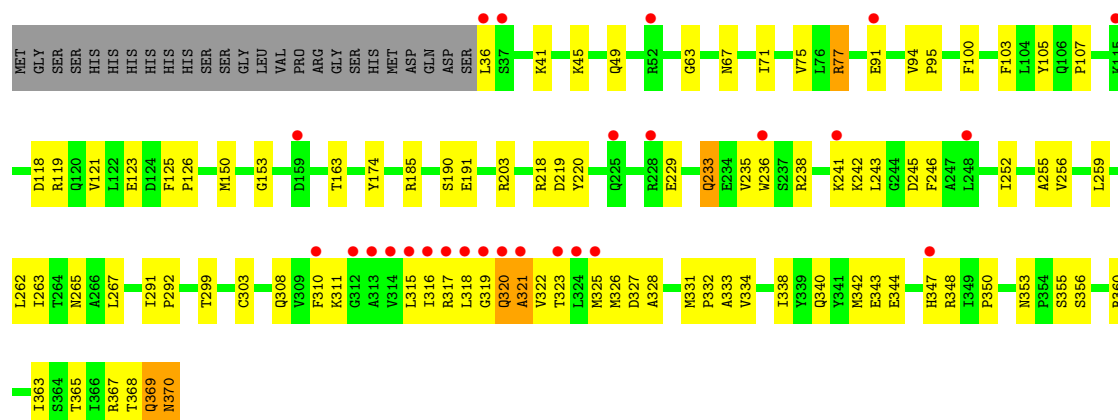 MET GLY SER SER HIS HIS HIS HIS HIS HIS SER SER GLY LEU VAL PRO ARG GLY SER HIS MET ASP GLN ASP SER L36 S37 K41 K45 Q49 R52 G63 N67 I71 V75 L76 R77 E91 V94 P95 F100 F103 L104 Y105 Q106 P107 K115
D118 R119 Q120 V121 L122 E123 D124 F125 P126 M150 G153 D159 T163 Y174 R185 S190 E191 R203 R218 D219 Y220 Q225 R228 E229 Q233 E234 V235 W236 S237 R238 K241 K242 L243 G244 D245 F246 A247 L248 I252 A255 V256 L259
L262 I263 T264 N265 A266 L267 I291 P292 T299 C303 Q308 V309 F310 K311 G312 A313 V314 L315 I316 R317 L318 G319 Q320 A321 V322 T323 L324 M325 M326 D327 A328 M331 P332 A333 V334 I338 Y339 Q340 Y341 M342 E343 E344 H347 R348 I349 P350 N353 P354 S355 S356
I363 S364 T365 I366 R367 T368 Q369 N370